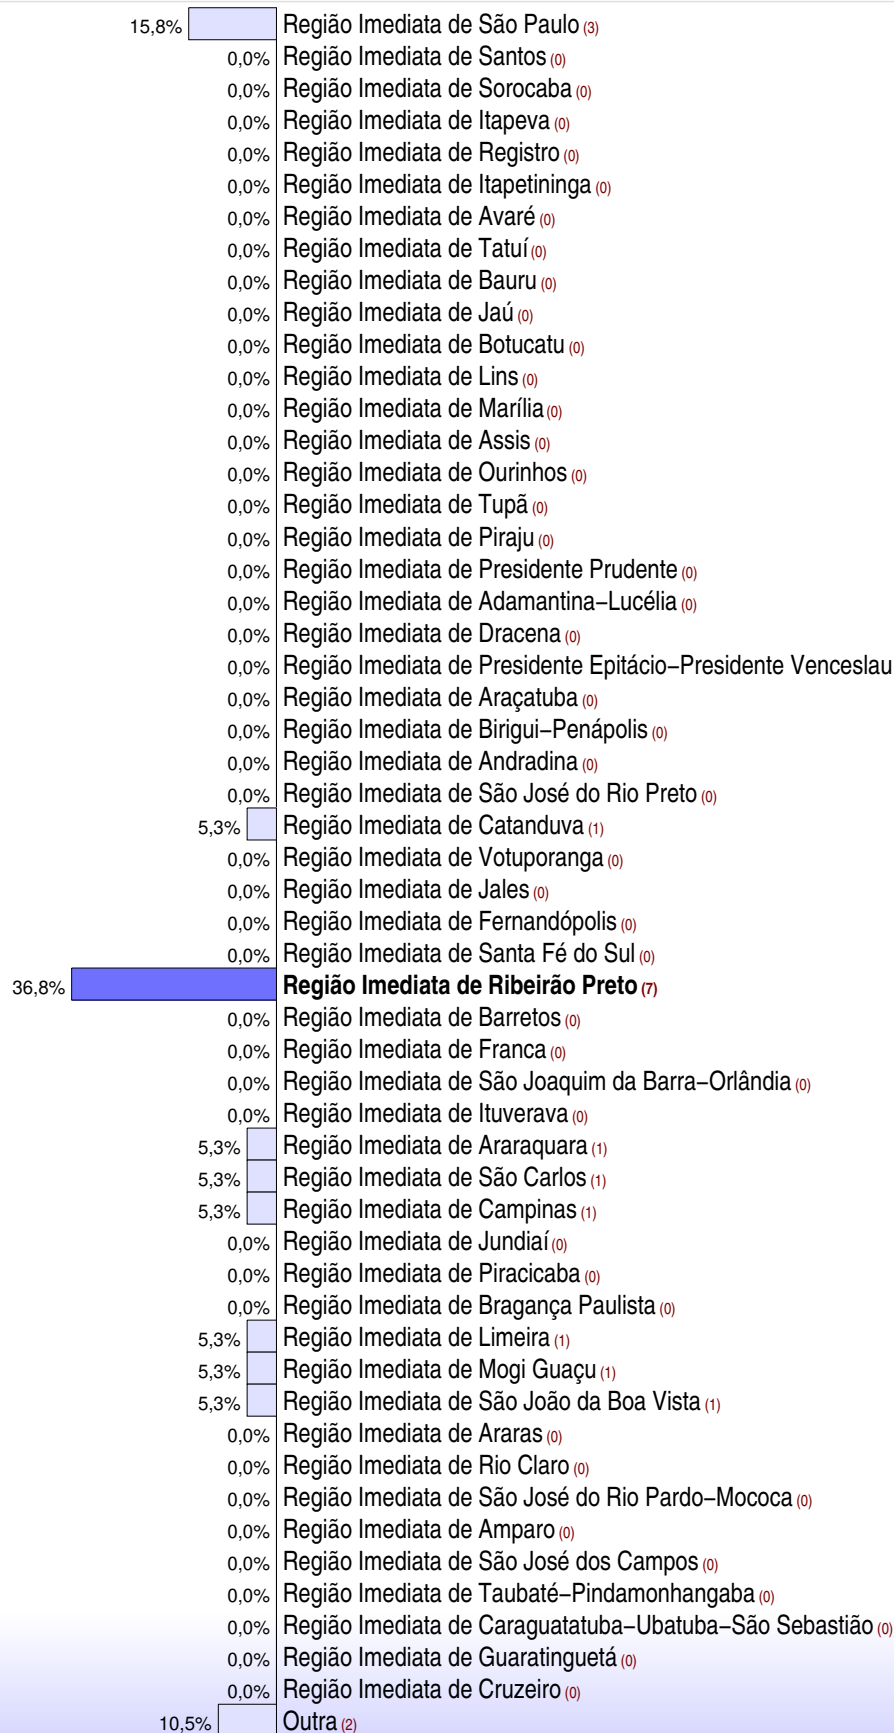 15,8% Região Imediata de São Paulo (3)
0,0% Região Imediata de Santos (0)
0,0% Região Imediata de Sorocaba (0)
0,0% Região Imediata de Itapeva (0)
0,0% Região Imediata de Registro (0)
0,0% Região Imediata de Itapetininga (0)
0,0% Região Imediata de Avaré (0)
0,0% Região Imediata de Tatuí (0)
0,0% Região Imediata de Bauru (0)
0,0% Região Imediata de Jaú (0)
0,0% Região Imediata de Botucatu (0)
0,0% Região Imediata de Lins (0)
0,0% Região Imediata de Marília (0)
0,0% Região Imediata de Assis (0)
0,0% Região Imediata de Ourinhos (0)
0,0% Região Imediata de Tupã (0)
0,0% Região Imediata de Piraju (0)
0,0% Região Imediata de Presidente Prudente (0)
0,0% Região Imediata de Adamantina−Lucélia (0)
0,0% Região Imediata de Dracena (0)
0,0% Região Imediata de Presidente Epitácio−Presidente Venceslau
0,0% Região Imediata de Araçatuba (0)
0,0% Região Imediata de Birigui−Penápolis (0)
0,0% Região Imediata de Andradina (0)
0,0% Região Imediata de São José do Rio Preto (0)
5,3% Região Imediata de Catanduva (1)
0,0% Região Imediata de Votuporanga (0)
0,0% Região Imediata de Jales (0)
0,0% Região Imediata de Fernandópolis (0)
0,0% Região Imediata de Santa Fé do Sul (0)
36,8% Região Imediata de Ribeirão Preto (7)
0,0% Região Imediata de Barretos (0)
0,0% Região Imediata de Franca (0)
0,0% Região Imediata de São Joaquim da Barra−Orlândia (0)
0,0% Região Imediata de Ituverava (0)
5,3% Região Imediata de Araraquara (1)
5,3% Região Imediata de São Carlos (1)
5,3% Região Imediata de Campinas (1)
0,0% Região Imediata de Jundiaí (0)
0,0% Região Imediata de Piracicaba (0)
0,0% Região Imediata de Bragança Paulista (0)
5,3% Região Imediata de Limeira (1)
5,3% Região Imediata de Mogi Guaçu (1)
5,3% Região Imediata de São João da Boa Vista (1)
0,0% Região Imediata de Araras (0)
0,0% Região Imediata de Rio Claro (0)
0,0% Região Imediata de São José do Rio Pardo−Mococa (0)
0,0% Região Imediata de Amparo (0)
0,0% Região Imediata de São José dos Campos (0)
0,0% Região Imediata de Taubaté−Pindamonhangaba (0)
0,0% Região Imediata de Caraguatatuba−Ubatuba−São Sebastião (0)
0,0% Região Imediata de Guaratinguetá (0)
0,0% Região Imediata de Cruzeiro (0)
10,5% Outra (2)